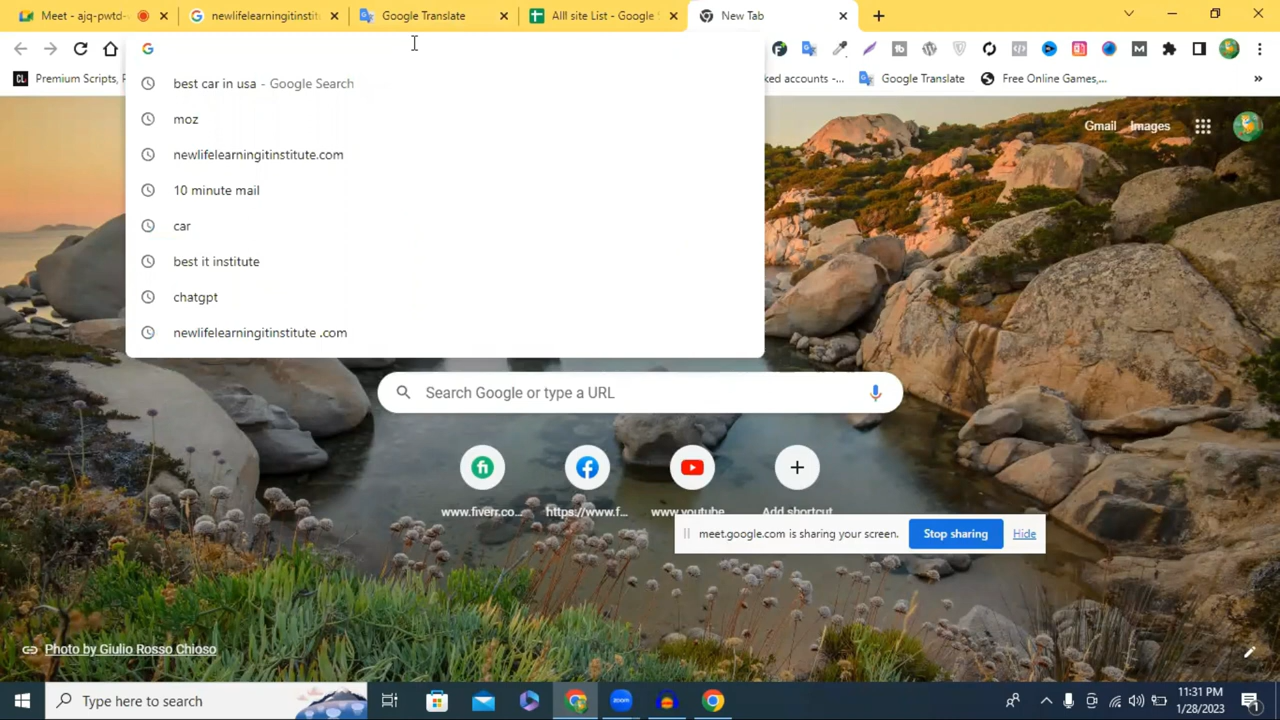 Meet - ajq-pwtd-
newlifelearningitinstit
Google Translate
Alll site List - Google S
New Tab
Premium Scripts, P
ked accounts -...
Google Translate
Free Online Games,...
»
best car in usa - Google Search
moz
newlifelearningitinstitute.com
10 minute mail
car
best it institute
chatgpt
newlifelearningitinstitute .com
Gmail
Images
Search Google or type a URL
www.fiverr.co...
https://www.f...
www.youtube
Add shortcut
meet.google.com is sharing your screen.
Stop sharing
Hide
Photo by Giulio Rosso Chioso
Type here to search
11:31 PM
1/28/2023